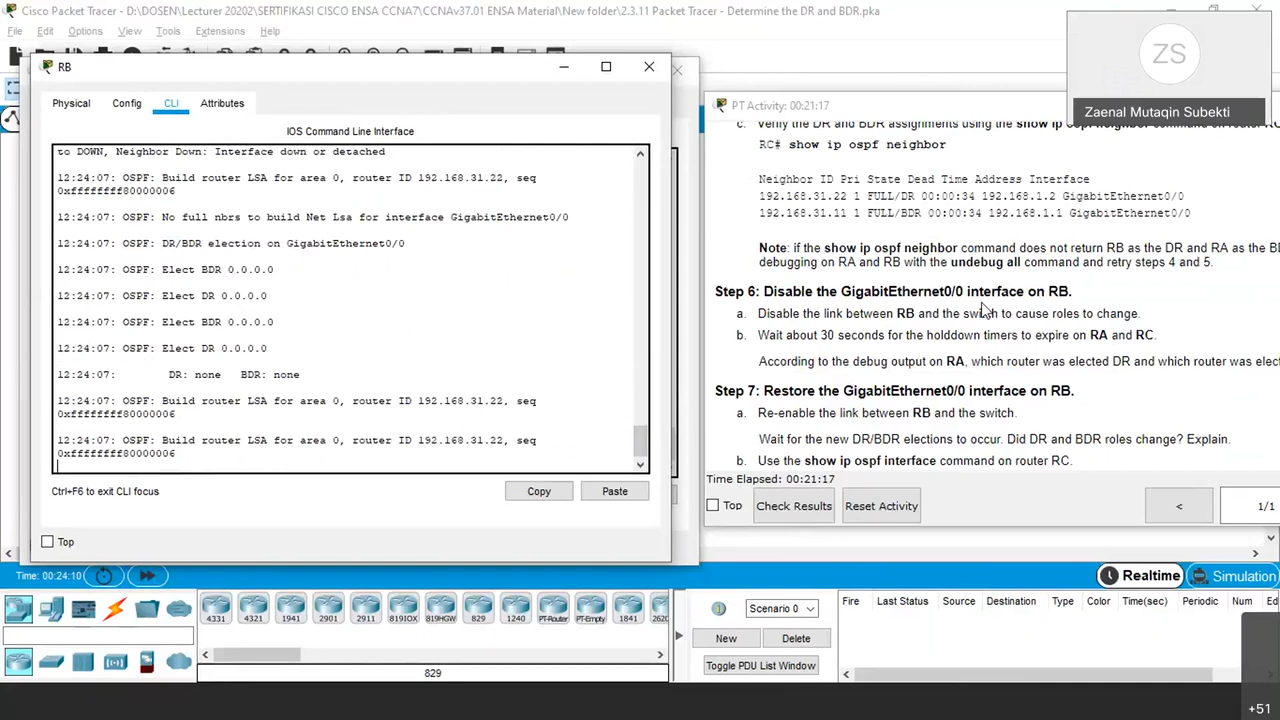 Cisco Packet Tracer - D:\DOSEN\Lecturer 20202\SERTIFIKASI CISCO ENSA CCNA7\CCNAv37.01 ENSA Material\New folder\2.3.11 Packet Tracer - Determine the DR and BDR.pka
File Edit Options View Tools Extensions Help
ZS
Zaenal Mutaqin Subekti
RB
Physical Config CLI Attributes
IOS Command Line Interface
to DOWN, Neighbor Down: Interface down or detached
12:24:07: OSPF: Build router LSA for area 0, router ID 192.168.31.22, seq
0xffffffff80000006
12:24:07: OSPF: No full nbrs to build Net Lsa for interface GigabitEthernet0/0
12:24:07: OSPF: DR/BDR election on GigabitEthernet0/0
12:24:07: OSPF: Elect BDR 0.0.0.0
12:24:07: OSPF: Elect DR 0.0.0.0
12:24:07: OSPF: Elect BDR 0.0.0.0
12:24:07: OSPF: Elect DR 0.0.0.0
12:24:07: DR: none BDR: none
12:24:07: OSPF: Build router LSA for area 0, router ID 192.168.31.22, seq
0xffffffff80000006
12:24:07: OSPF: Build router LSA for area 0, router ID 192.168.31.22, seq
0xffffffff80000006
Ctrl+F6 to exit CLI focus
Copy Paste
Top
PT Activity: 00:21:17
c. Verify the DR and BDR assignments using the show ip ospf neighbor command on router RC
RC# show ip ospf neighbor
Neighbor ID Pri State Dead Time Address Interface
192.168.31.22 1 FULL/DR 00:00:34 192.168.1.2 GigabitEthernet0/0
192.168.31.11 1 FULL/BDR 00:00:34 192.168.1.1 GigabitEthernet0/0
Note: if the show ip ospf neighbor command does not return RB as the DR and RA as the BD
debugging on RA and RB with the undebug all command and retry steps 4 and 5.
Step 6: Disable the GigabitEthernet0/0 interface on RB.
a. Disable the link between RB and the switch to cause roles to change.
b. Wait about 30 seconds for the holddown timers to expire on RA and RC.
According to the debug output on RA, which router was elected DR and which router was elect
Step 7: Restore the GigabitEthernet0/0 interface on RB.
a. Re-enable the link between RB and the switch.
Wait for the new DR/BDR elections to occur. Did DR and BDR roles change? Explain.
b. Use the show ip ospf interface command on router RC.
Time Elapsed: 00:21:17
Top Check Results Reset Activity < 1/1
Time: 00:24:10
Realtime Simulation
4331 4321 1941 2901 2911 819IOX 819HGW 829 1240 PT-Router PT-Empty 1841 2620
829
Scenario 0
New Delete
Toggle PDU List Window
Fire Last Status Source Destination Type Color Time(sec) Periodic Num Ed
+51